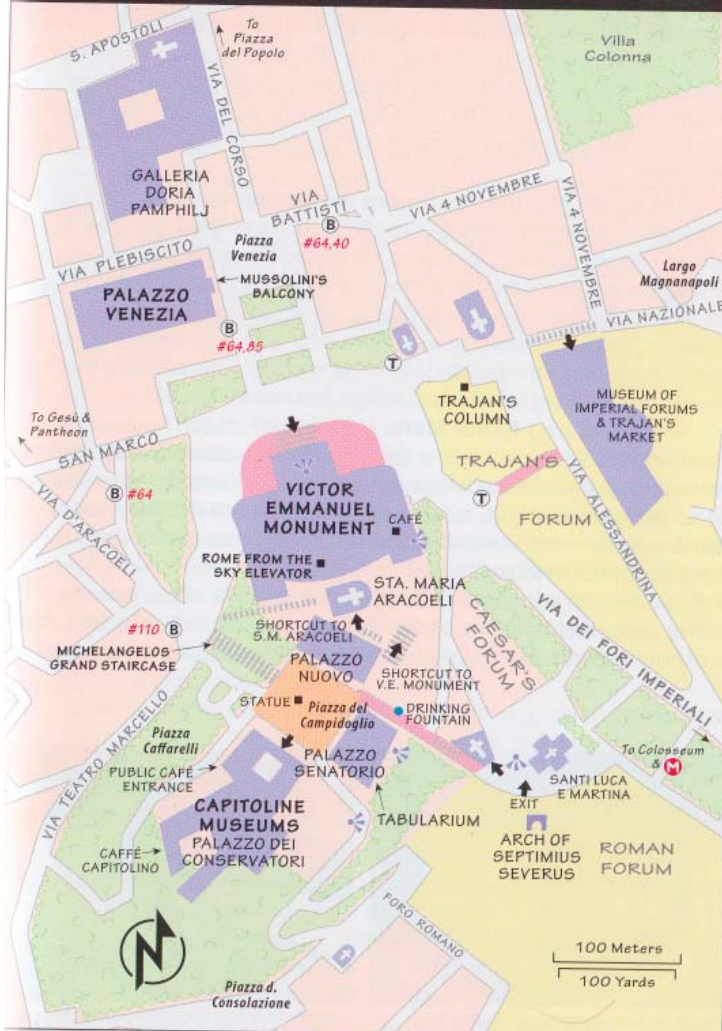 S. APOSTOLI
To
Piazza
del Popolo
Villa
Colonna
VIA DEL CORSO
GALLERIA
DORIA
PAMPHILJ
VIA
BATTISTI
VIA 4 NOVEMBRE
VIA 4 NOVEMBRE
B
#64,40
Piazza
Venezia
VIA PLEBISCITO
MUSSOLINI'S
BALCONY
PALAZZO
VENEZIA
Largo
Magnanapoli
VIA NAZIONALE
B
#64,85
T
TRAJAN'S
COLUMN
MUSEUM OF
IMPERIAL FORUMS
& TRAJAN'S
MARKET
To Gesù &
Pantheon
SAN MARCO
TRAJAN'S
FORUM
T
VIA ALESSANDRINA
B #64
VIA D'ARACOELI
VICTOR
EMMANUEL
MONUMENT
CAFÉ
ROME FROM THE
SKY ELEVATOR
STA. MARIA
ARACOELI
CAESAR'S
FORUM
VIA DEI FORI IMPERIALI
#110 B
SHORTCUT TO
S.M. ARACOELI
MICHELANGELOS
GRAND STAIRCASE
PALAZZO
NUOVO
SHORTCUT TO
V.E. MONUMENT
STATUE
Piazza del
Campidoglio
DRINKING
FOUNTAIN
VIA TEATRO MARCELLO
Piazza
Caffarelli
PUBLIC CAFÉ
ENTRANCE
PALAZZO
SENATORIO
To Colosseum
& M
SANTI LUCA
E MARTINA
EXIT
CAPITOLINE
MUSEUMS
PALAZZO DEI
CONSERVATORI
TABULARIUM
CAFFÉ
CAPITOLINO
ARCH OF
SEPTIMIUS
SEVERUS
ROMAN
FORUM
FORO ROMANO
N
100 Meters
100 Yards
Piazza d.
Consolazione